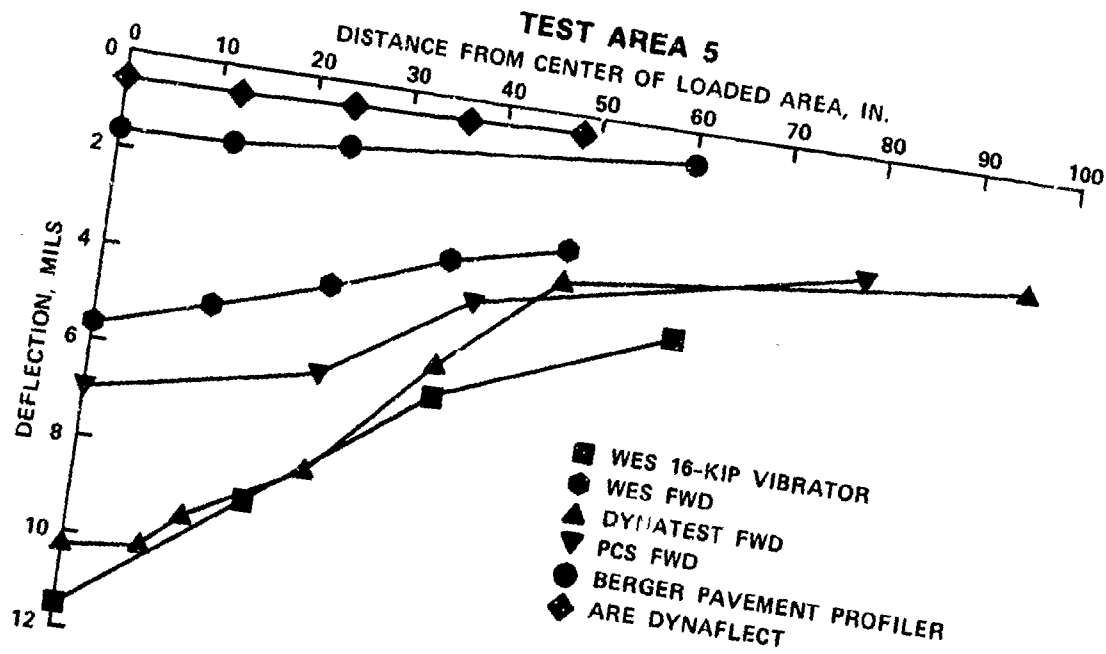 TEST AREA 5
DISTANCE FROM CENTER OF LOADED AREA, IN.
0 10 20 30 40 50 60 70 80 90 100
0
2
4
6
8
10
12
DEFLECTION, MILS
WES 16-KIP VIBRATOR
WES FWD
DYNATEST FWD
PCS FWD
BERGER PAVEMENT PROFILER
ARE DYNAFLECT